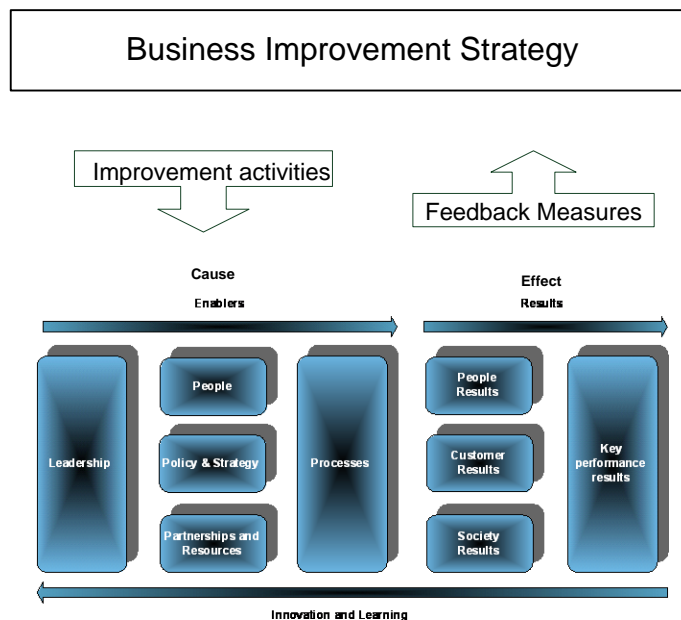 Business Improvement Strategy
Improvement activities
Feedback Measures
Cause
Effect
Enablers
Results
Leadership
People
Policy & Strategy
Partnerships and
Resources
Processes
People
Results
Customer
Results
Society
Results
Key
performance
results
Innovation and Learning